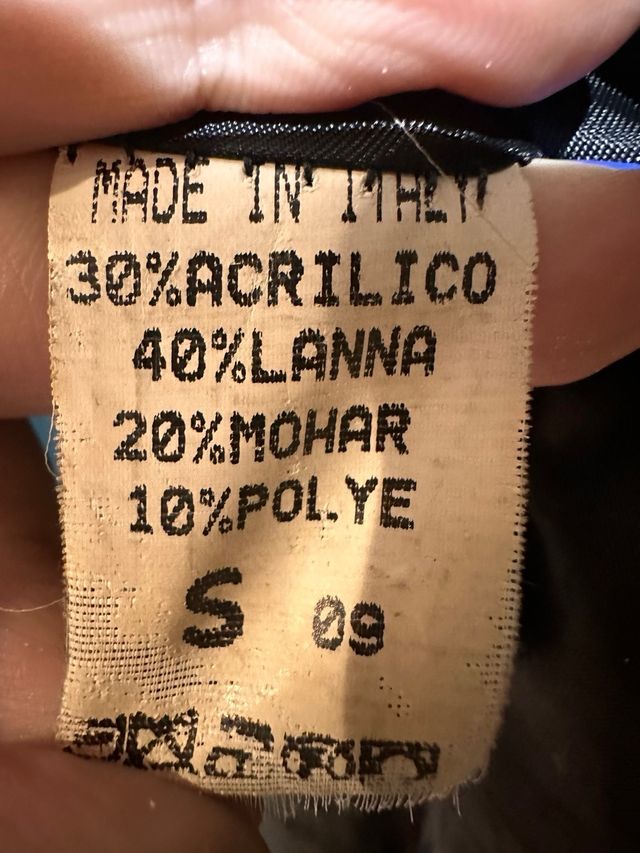 MADE IN ITALY
30%ACRILICO
40%LANNA
20%MOHAR
10%POLYE
S 09